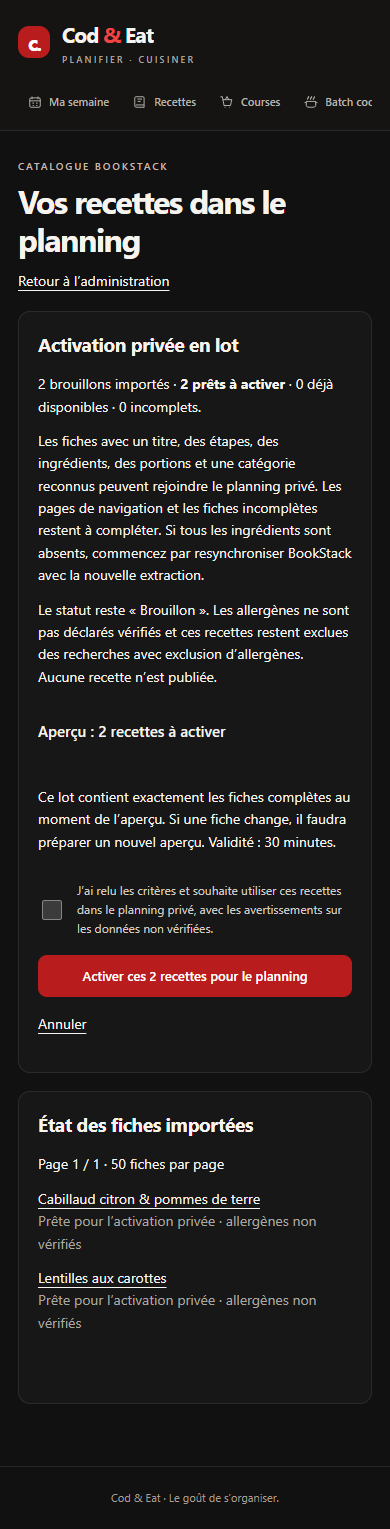 c.
Cod & Eat
PLANIFIER · CUISINER
Ma semaine Recettes Courses Batch coo
CATALOGUE BOOKSTACK
Vos recettes dans le
planning
Retour à l’administration
Activation privée en lot
2 brouillons importés · 2 prêts à activer · 0 déjà
disponibles · 0 incomplets.
Les fiches avec un titre, des étapes, des
ingrédients, des portions et une catégorie
reconnus peuvent rejoindre le planning privé. Les
pages de navigation et les fiches incomplètes
restent à compléter. Si tous les ingrédients sont
absents, commencez par resynchroniser BookStack
avec la nouvelle extraction.
Le statut reste « Brouillon ». Les allergènes ne sont
pas déclarés vérifiés et ces recettes restent exclues
des recherches avec exclusion d’allergènes.
Aucune recette n’est publiée.
Aperçu : 2 recettes à activer
Ce lot contient exactement les fiches complètes au
moment de l’aperçu. Si une fiche change, il faudra
préparer un nouvel aperçu. Validité : 30 minutes.
J’ai relu les critères et souhaite utiliser ces recettes
dans le planning privé, avec les avertissements sur
les données non vérifiées.
Activer ces 2 recettes pour le planning
Annuler
État des fiches importées
Page 1 / 1 · 50 fiches par page
Cabillaud citron & pommes de terre
Prête pour l’activation privée · allergènes non
vérifiés
Lentilles aux carottes
Prête pour l’activation privée · allergènes non
vérifiés
Cod & Eat · Le goût de s’organiser.